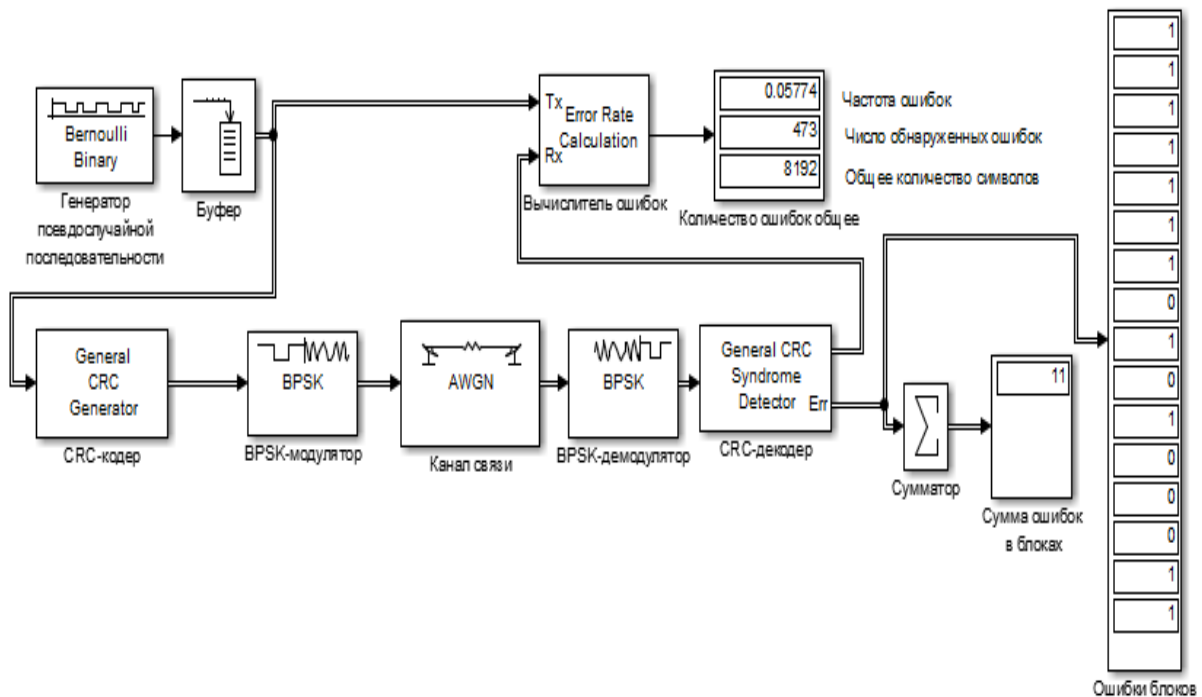 Bernoulli
Binary
Генератор
псевдослучайной
последовательности
Буфер
Tx
Rx
Error Rate
Calculation
Вычислитель ошибок
0.05774
473
8192
Количество ошибок общее
Частота ошибок
Число обнаруженных ошибок
Общее количество символов
General
CRC
Generator
CRC-кодер
BPSK
BPSK-модулятор
AWGN
Канал связи
BPSK
BPSK-демодулятор
General CRC
Syndrome
Detector
Err
CRC-декодер
Сумматор
11
Сумма ошибок
в блоках
1
1
1
1
1
1
1
0
1
0
1
0
0
0
1
1
Ошибки блоков